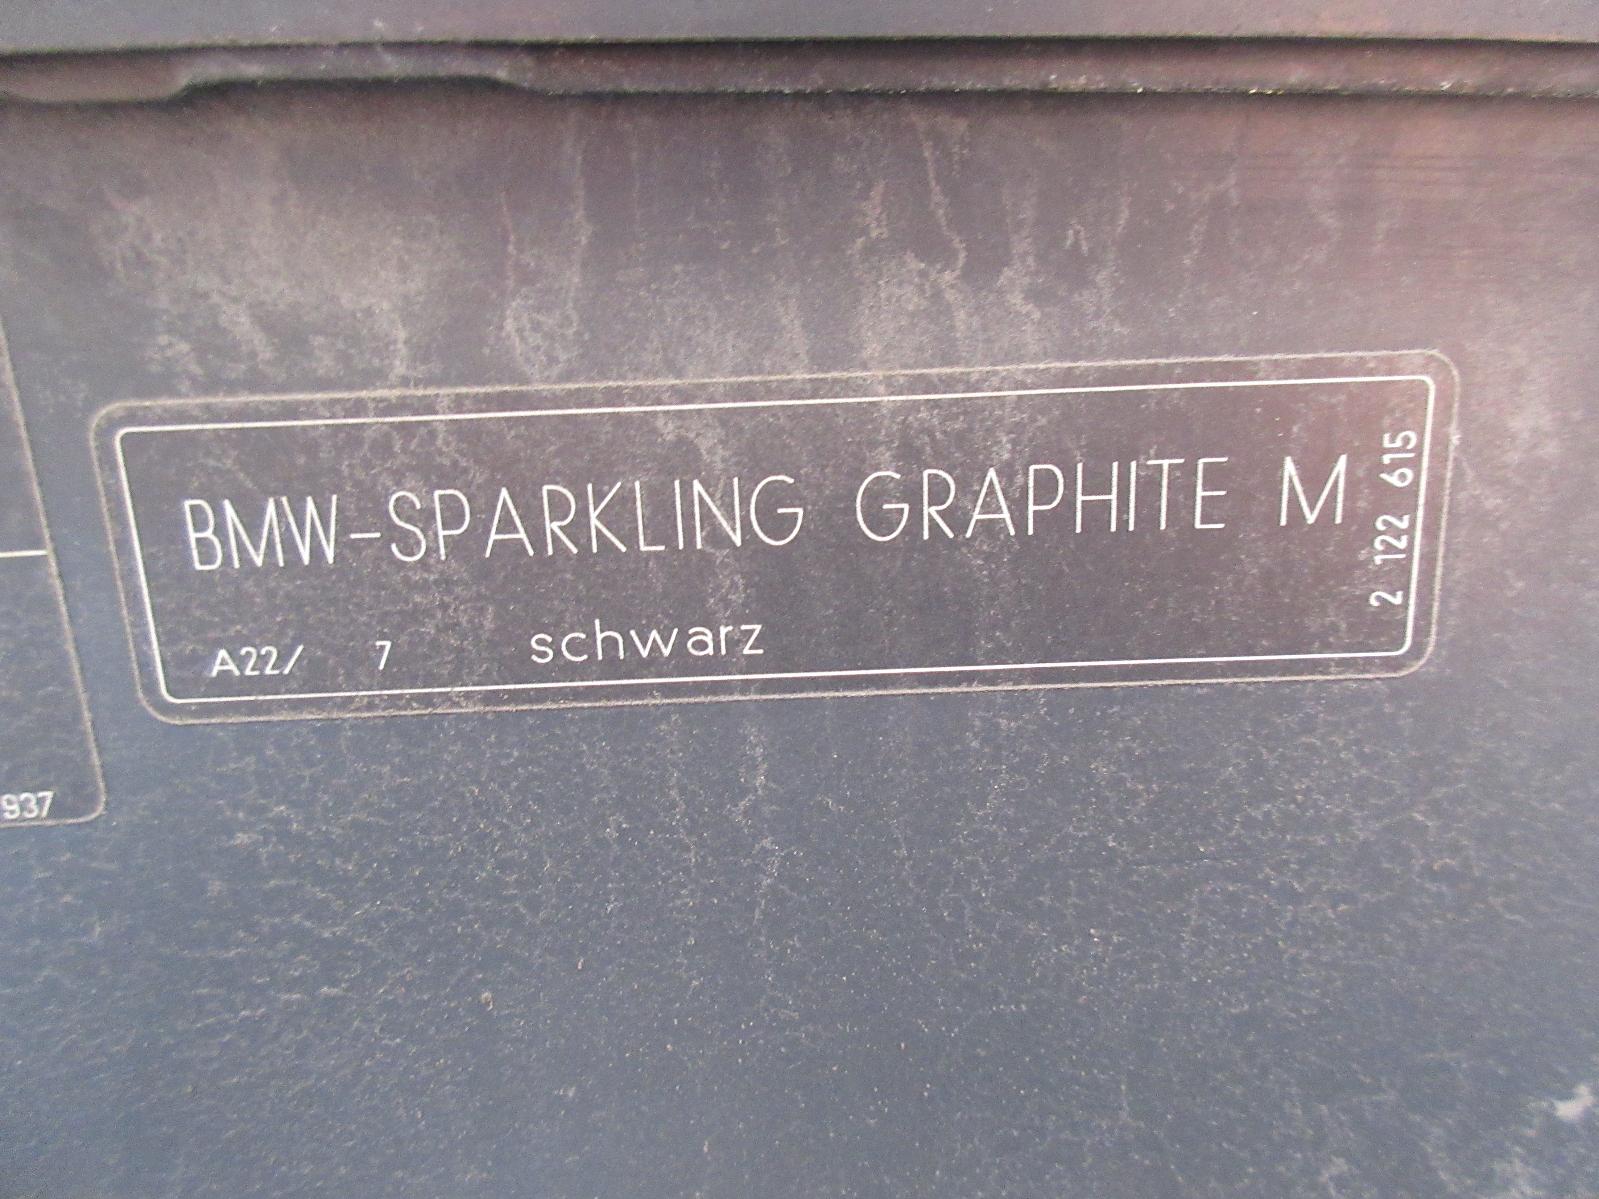 BMW-SPARKLING GRAPHITE M
A22/ 7 schwarz
2 122 615
937